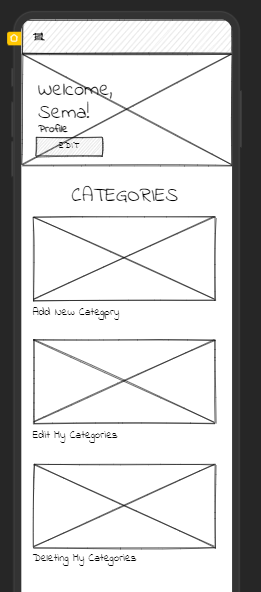 Welcome,
Sema!
Profile
EDIT
CATEGORIES
Add New Category
Edit My Categories
Deleting My Categories